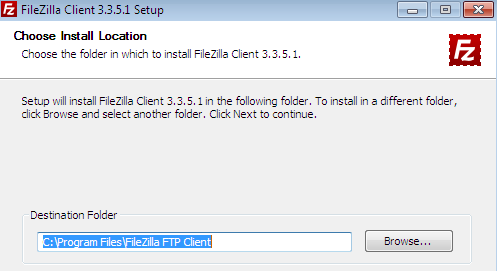 FileZilla Client 3.3.5.1 Setup
Choose Install Location
Choose the folder in which to install FileZilla Client 3.3.5.1.
FZ
Setup will install FileZilla Client 3.3.5.1 in the following folder. To install in a different folder,
click Browse and select another folder. Click Next to continue.
Destination Folder
C:\Program Files\FileZilla FTP Client
Browse...